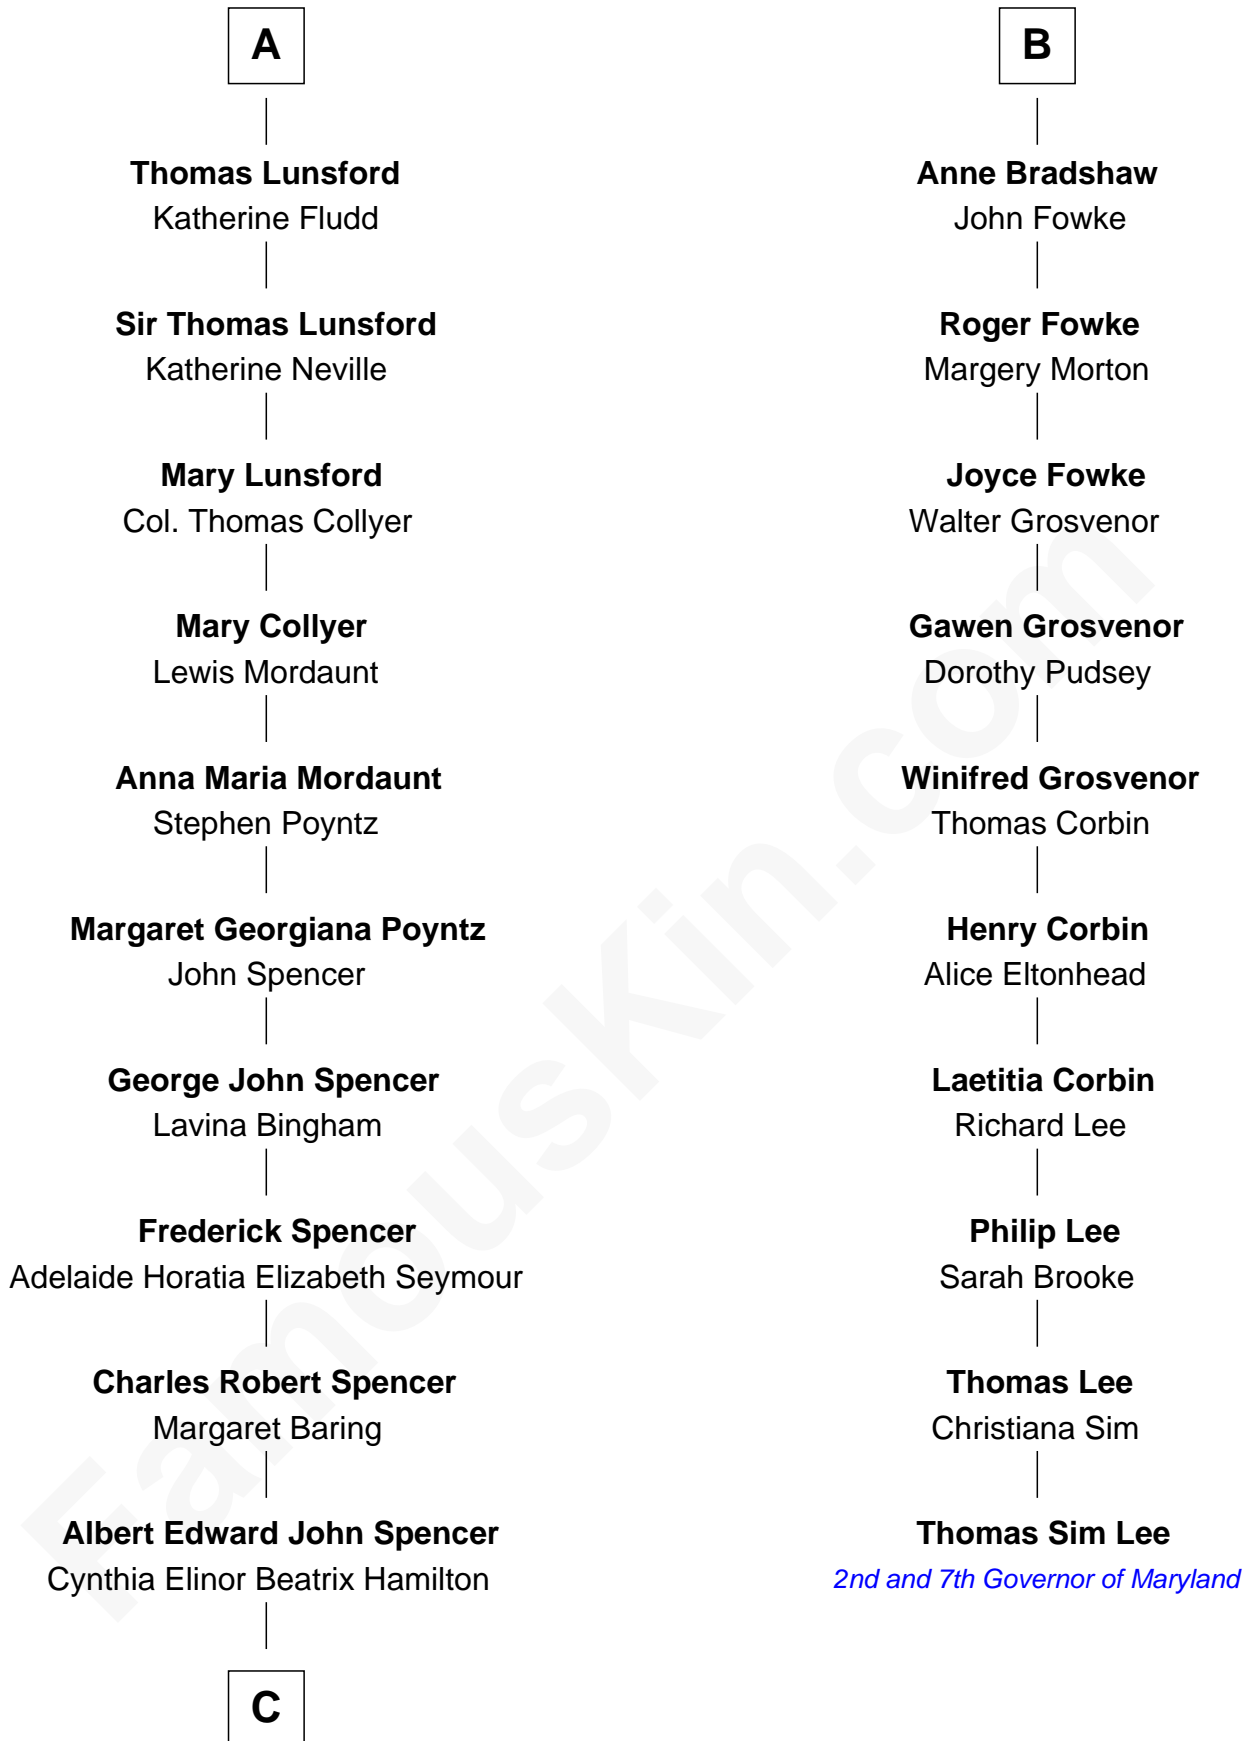 A
Thomas Lunsford
Katherine Fludd
Sir Thomas Lunsford
Katherine Neville
Mary Lunsford
Col. Thomas Collyer
Mary Collyer
Lewis Mordaunt
Anna Maria Mordaunt
Stephen Poyntz
Margaret Georgiana Poyntz
John Spencer
George John Spencer
Lavina Bingham
Frederick Spencer
Adelaide Horatia Elizabeth Seymour
Charles Robert Spencer
Margaret Baring
Albert Edward John Spencer
Cynthia Elinor Beatrix Hamilton
C
B
Anne Bradshaw
John Fowke
Roger Fowke
Margery Morton
Joyce Fowke
Walter Grosvenor
Gawen Grosvenor
Dorothy Pudsey
Winifred Grosvenor
Thomas Corbin
Henry Corbin
Alice Eltonhead
Laetitia Corbin
Richard Lee
Philip Lee
Sarah Brooke
Thomas Lee
Christiana Sim
Thomas Sim Lee
2nd and 7th Governor of Maryland
FamousKin.com